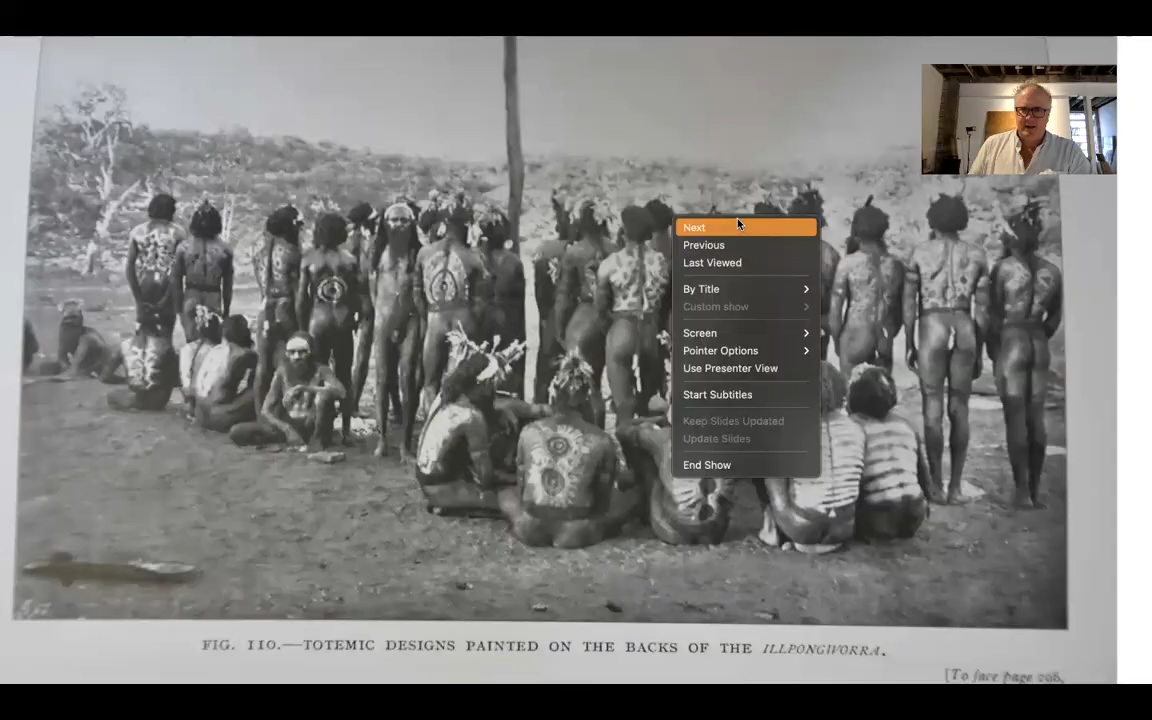 Next
Previous
Last Viewed
By Title
Custom show
Screen
Pointer Options
Use Presenter View
Start Subtitles
Keep Slides Updated
Update Slides
End Show
FIG. 110.—TOTEMIC DESIGNS PAINTED ON THE BACKS OF THE ILLPONGWORRA.
[To face page